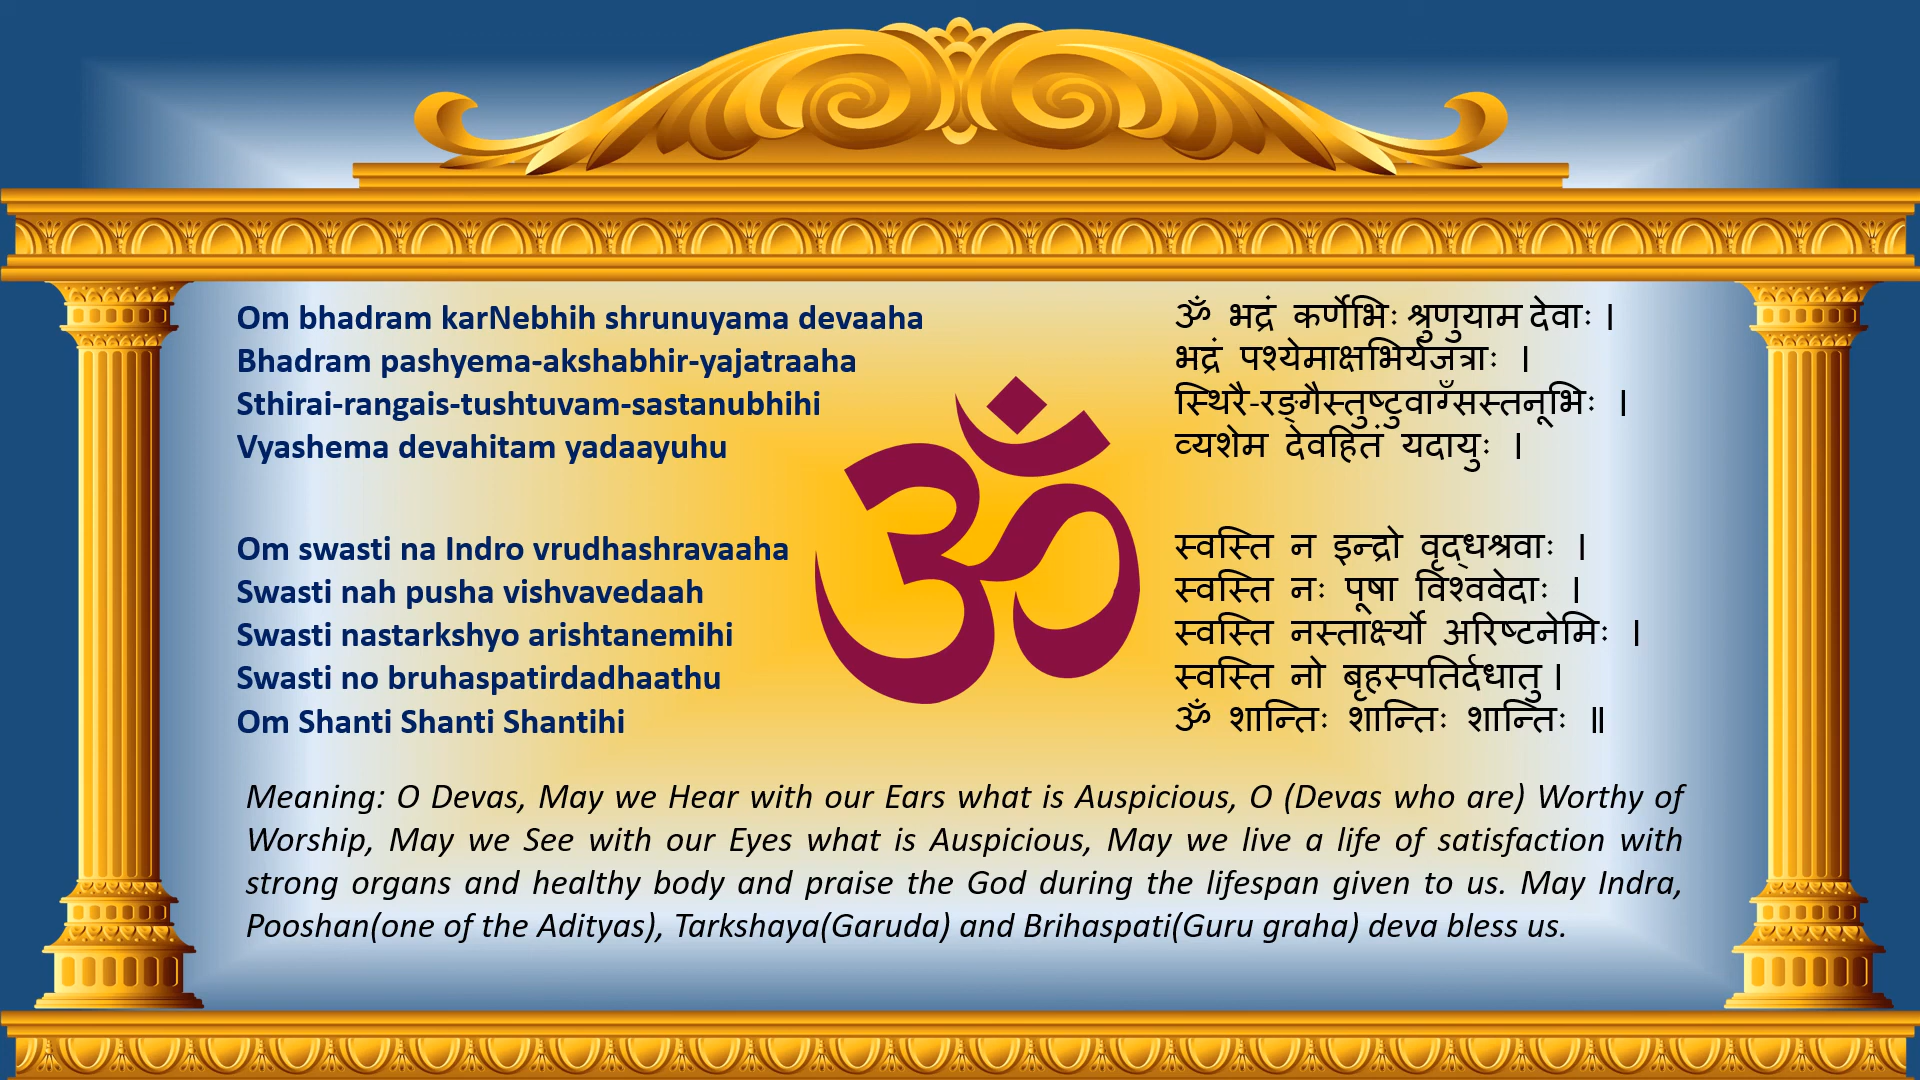 Om bhadram karNebhih shrunuyama devaaha
Bhadram pashyema-akshabhir-yajatraaha
Sthirai-rangais-tushtuvam-sastanubhihi
Vyashema devahitam yadaayuhu
Om swasti na Indro vrudhashravaaha
Swasti nah pusha vishvavedaah
Swasti nastarkshyo arishtanemihi
Swasti no bruhaspatirdadhaathu
Om Shanti Shanti Shantihi
ॐ भद्रं कर्णेभिः श्रुणुयाम देवाः ।
भद्रं पश्येमाक्षभिर्यजत्राः ।
स्थिरै-रङ्गैस्तुष्टुवाग्ँसस्तनूभिः ।
व्यशेम देवहितं यदायुः ।
स्वस्ति न इन्द्रो वृद्धश्रवाः ।
स्वस्ति नः पूषा विश्ववेदाः ।
स्वस्ति नस्तार्क्ष्यो अरिष्टनेमिः ।
स्वस्ति नो बृहस्पतिर्दधातु ।
ॐ शान्तिः शान्तिः शान्तिः ॥
ॐ
Meaning: O Devas, May we Hear with our Ears what is Auspicious, O (Devas who are) Worthy of
Worship, May we See with our Eyes what is Auspicious, May we live a life of satisfaction with
strong organs and healthy body and praise the God during the lifespan given to us. May Indra,
Pooshan(one of the Adityas), Tarkshaya(Garuda) and Brihaspati(Guru graha) deva bless us.